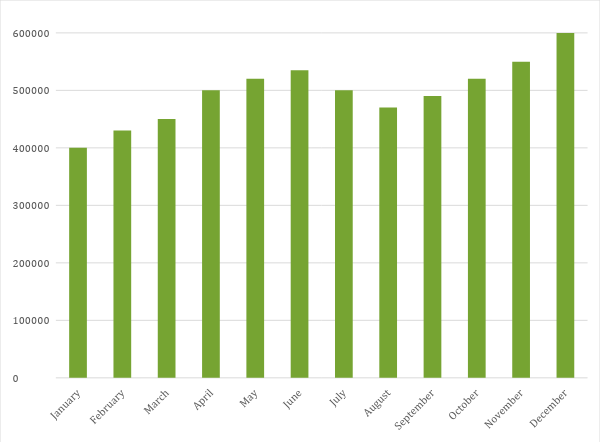 600000
500000
400000
300000
200000
100000
0
January
February
March
April
May
June
July
August
September
October
November
December